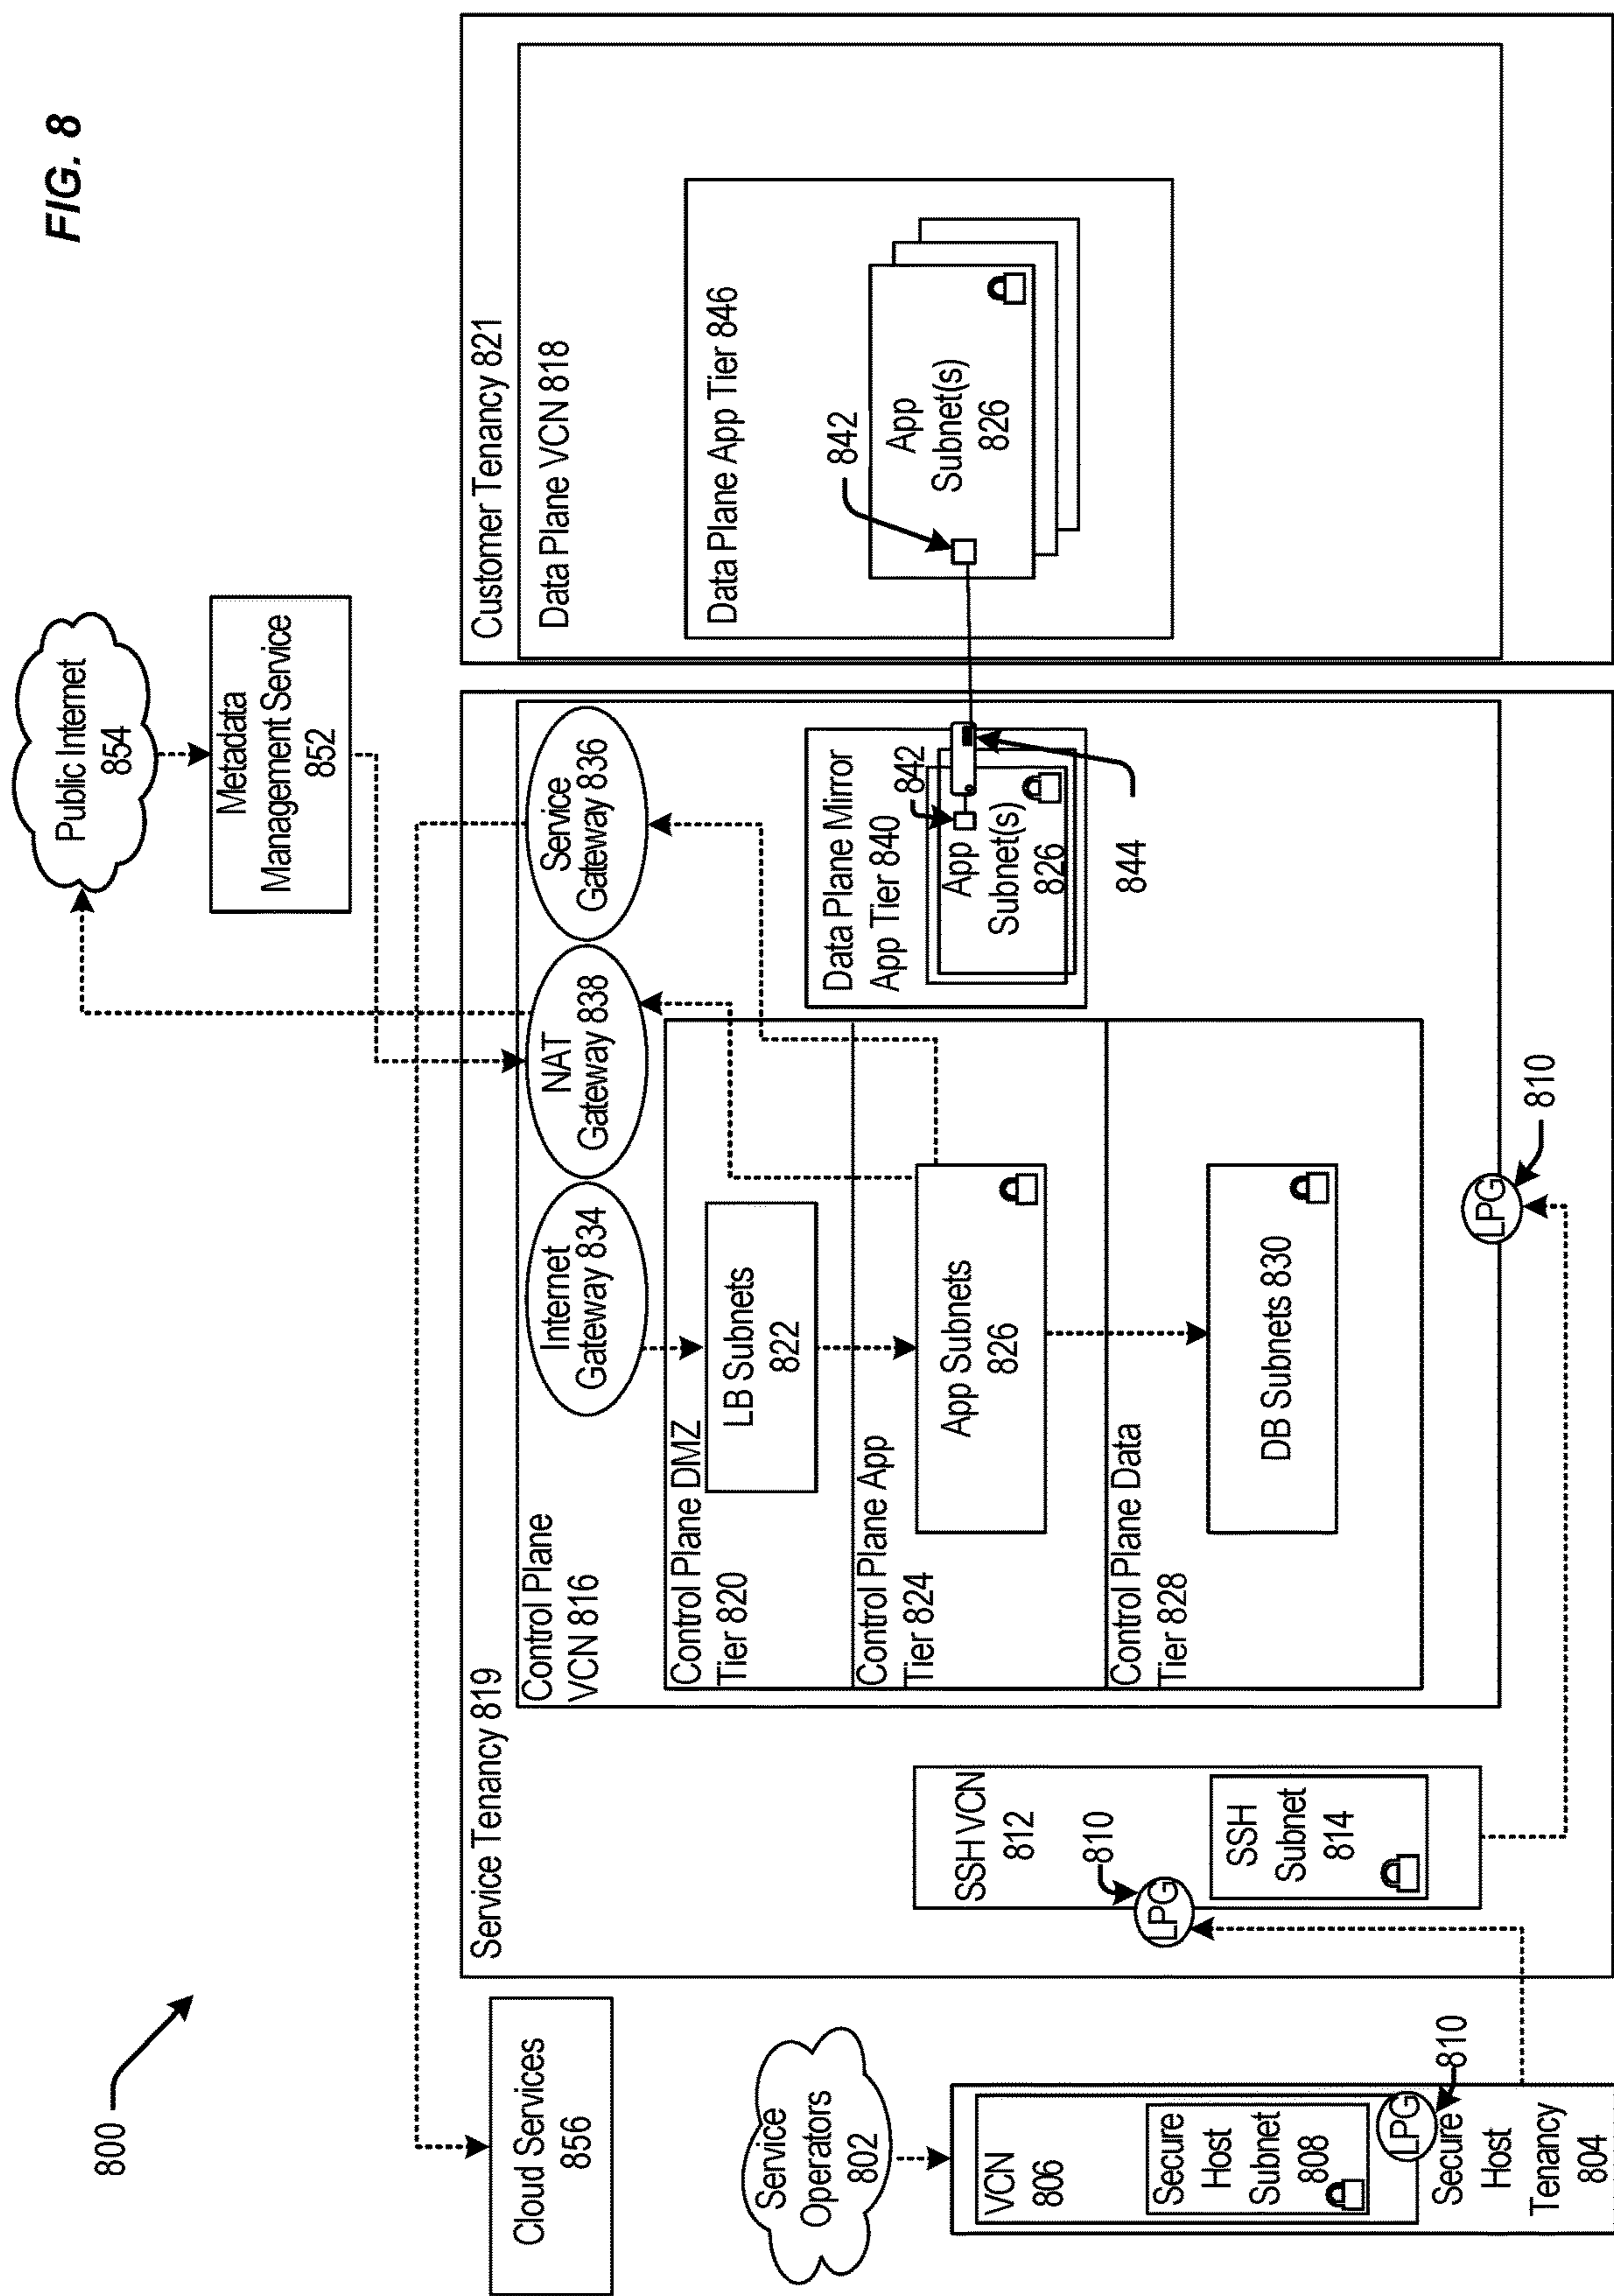 FIG. 8
800
Public Internet
854
Metadata
Management Service
852
Cloud Services
856
Service
Operators
802
VCN
806
Secure
Host
Subnet
808
LPG
810
Secure
Host
Tenancy
804
Service Tenancy 819
SSH VCN
812
810
LPG
SSH
Subnet
814
Control Plane
VCN 816
Internet
Gateway 834
NAT
Gateway 838
Service
Gateway 836
Control Plane DMZ
Tier 820
LB Subnets
822
Control Plane App
Tier 824
App Subnets
826
Control Plane Data
Tier 828
DB Subnets 830
LPG
810
Data Plane Mirror
App Tier 840
842
App
Subnet(s)
826
844
Customer Tenancy 821
Data Plane VCN 818
Data Plane App Tier 846
842
App
Subnet(s)
826